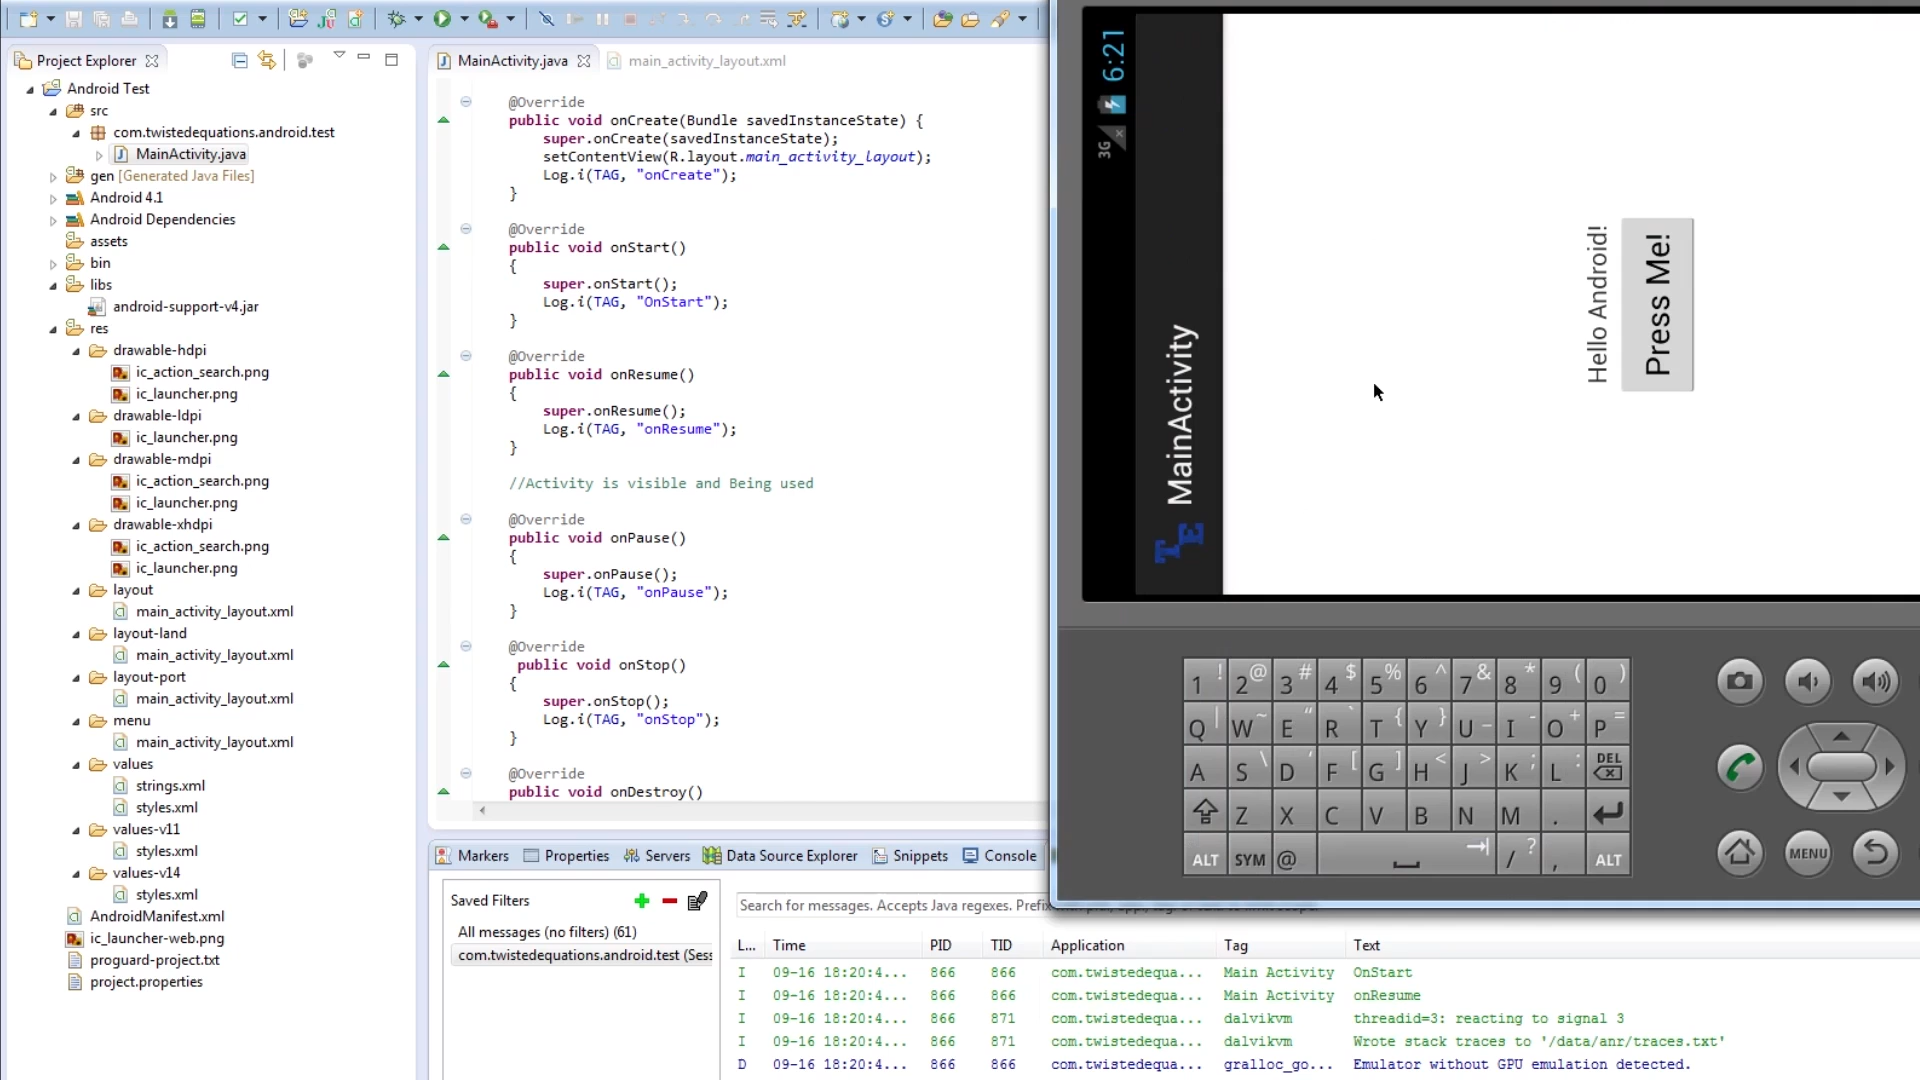 Project Explorer
Android Test
src
com.twistedequations.android.test
MainActivity.java
gen [Generated Java Files]
Android 4.1
Android Dependencies
assets
bin
libs
android-support-v4.jar
res
drawable-hdpi
ic_action_search.png
ic_launcher.png
drawable-ldpi
ic_launcher.png
drawable-mdpi
ic_action_search.png
ic_launcher.png
drawable-xhdpi
ic_action_search.png
ic_launcher.png
layout
main_activity_layout.xml
layout-land
main_activity_layout.xml
layout-port
main_activity_layout.xml
menu
main_activity_layout.xml
values
strings.xml
styles.xml
values-v11
styles.xml
values-v14
styles.xml
AndroidManifest.xml
ic_launcher-web.png
proguard-project.txt
project.properties
MainActivity.java main_activity_layout.xml
@Override
public void onCreate(Bundle savedInstanceState) {
super.onCreate(savedInstanceState);
setContentView(R.layout.main_activity_layout);
Log.i(TAG, "onCreate");
}
@Override
public void onStart()
{
super.onStart();
Log.i(TAG, "OnStart");
}
@Override
public void onResume()
{
super.onResume();
Log.i(TAG, "onResume");
}
//Activity is visible and Being used
@Override
public void onPause()
{
super.onPause();
Log.i(TAG, "onPause");
}
@Override
public void onStop()
{
super.onStop();
Log.i(TAG, "onStop");
}
@Override
public void onDestroy()
3G 6:21
TE MainActivity
Hello Android!
Press Me!
1 ! 2 @ 3 # 4 $ 5 % 6 ^ 7 & 8 * 9 ( 0 )
Q | W ~ E “ R ` T { Y } U _ I - O + P =
A S \ D F [ G ] H < J > K ; L : DEL
Z X C V B N M .
ALT SYM @ / ? , ALT
MENU
Markers Properties Servers Data Source Explorer Snippets Console
Saved Filters
All messages (no filters) (61)
com.twistedequations.android.test (Sess
Search for messages. Accepts Java regexes. Prefix
L... Time PID TID Application Tag Text
I 09-16 18:20:4... 866 866 com.twistedequa... Main Activity OnStart
I 09-16 18:20:4... 866 866 com.twistedequa... Main Activity onResume
I 09-16 18:20:4... 866 871 com.twistedequa... dalvikvm threadid=3: reacting to signal 3
I 09-16 18:20:4... 866 871 com.twistedequa... dalvikvm Wrote stack traces to '/data/anr/traces.txt'
D 09-16 18:20:4... 866 866 com.twistedequa... gralloc_go... Emulator without GPU emulation detected.